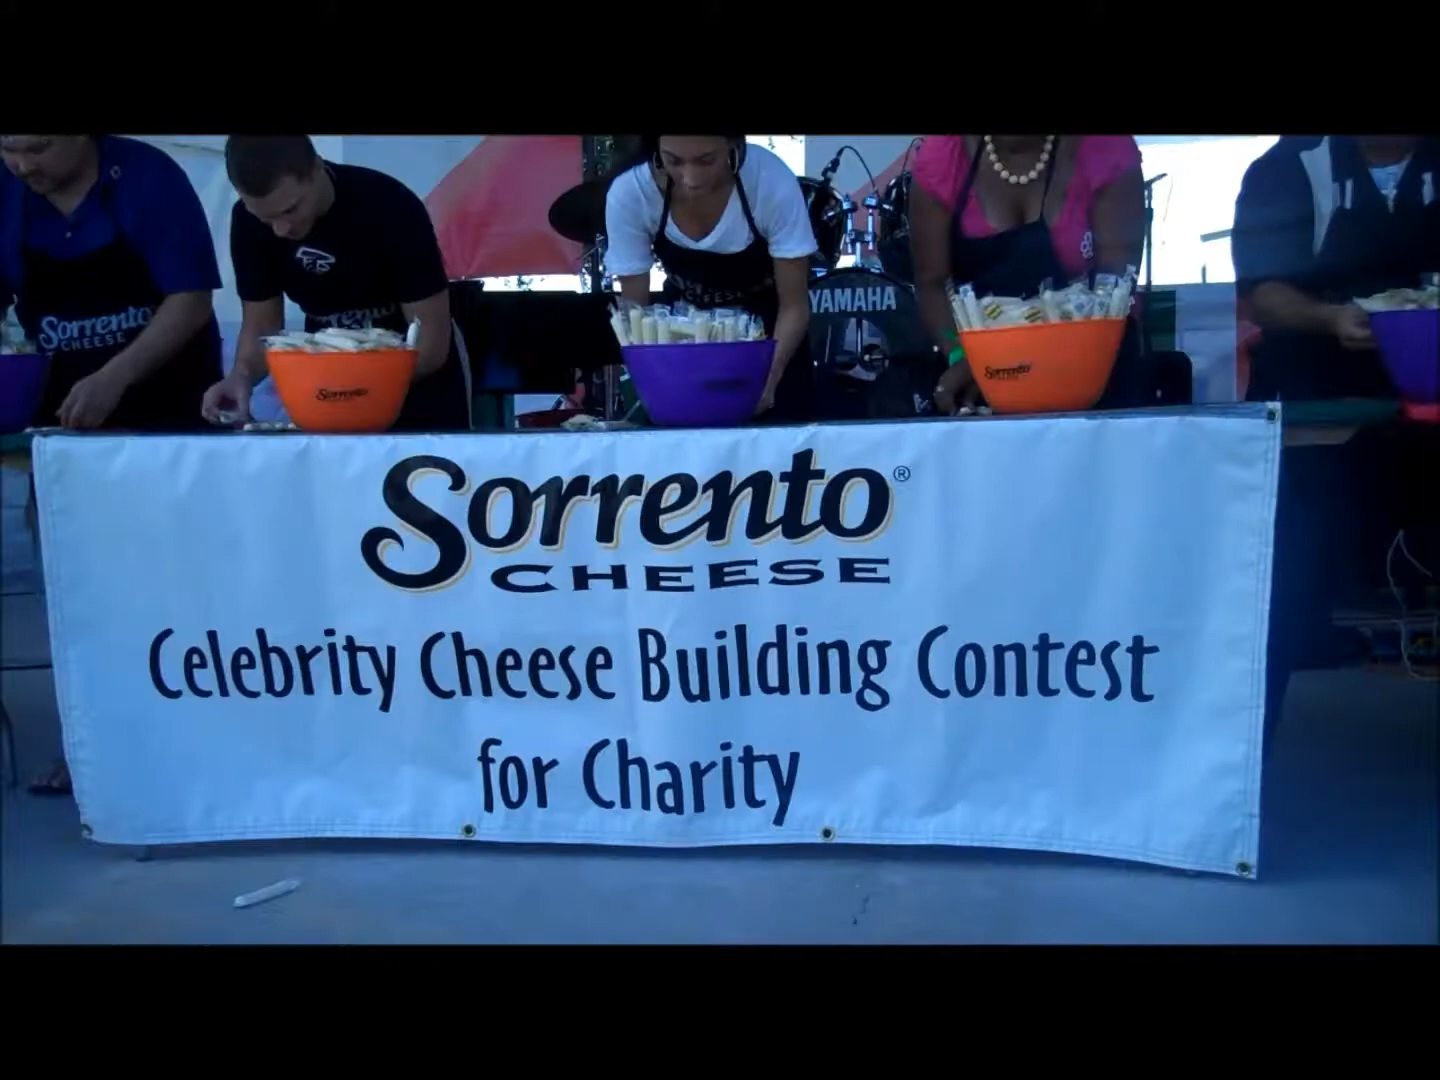 Sorrento
CHEESE
YAMAHA
Sorrento
Sorrento
Sorrento®
CHEESE
Celebrity Cheese Building Contest
for Charity